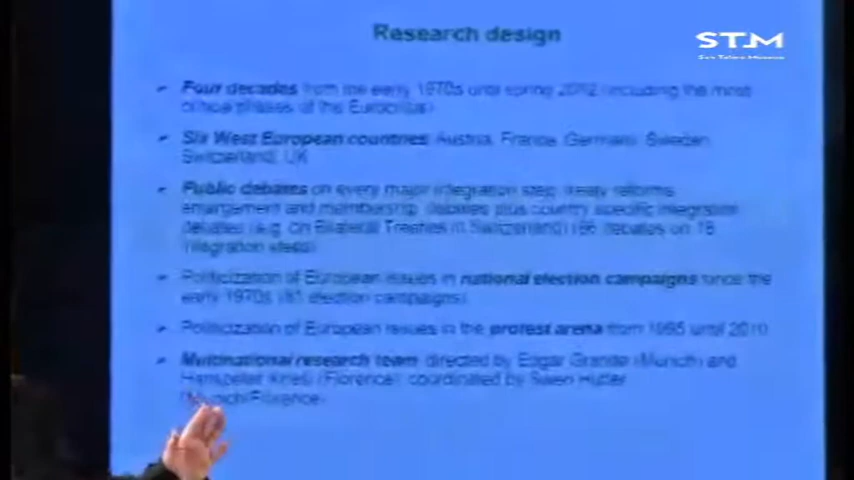 Research design
STM
San Telmo Museoa
Four decades from the early 1970s until spring 2012 (including the most
critical phases of the Eurocrisis)
Six West European countries: Austria, France, Germany, Sweden,
Switzerland, UK
Public debates on every major integration step: treaty reforms,
enlargement and membership debates plus country specific integration
debates (e.g. on Bilateral Treaties in Switzerland) debates on 18
integration steps)
Politicization of European issues in national election campaigns since the
early 1970s election campaigns)
Politicization of European issues in the protest arena from 1995 until 2010
Multinational research team directed by Edgar Grande (Munich) and
Hanspeter Kriesi (Florence), coordinated by Swen Hutter
(Munich/Florence)